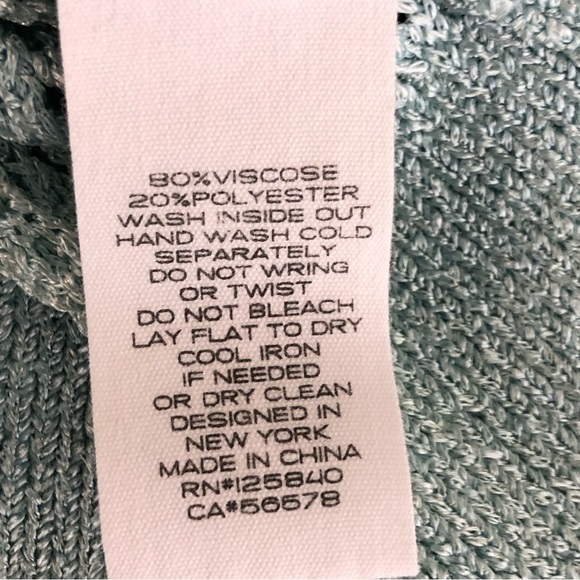 80%VISCOSE
20%POLYESTER
WASH INSIDE OUT
HAND WASH COLD
SEPARATELY
DO NOT WRING
OR TWIST
DO NOT BLEACH
LAY FLAT TO DRY
COOL IRON
IF NEEDED
OR DRY CLEAN
DESIGNED IN
NEW YORK
MADE IN CHINA
RN#125840
CA#56578